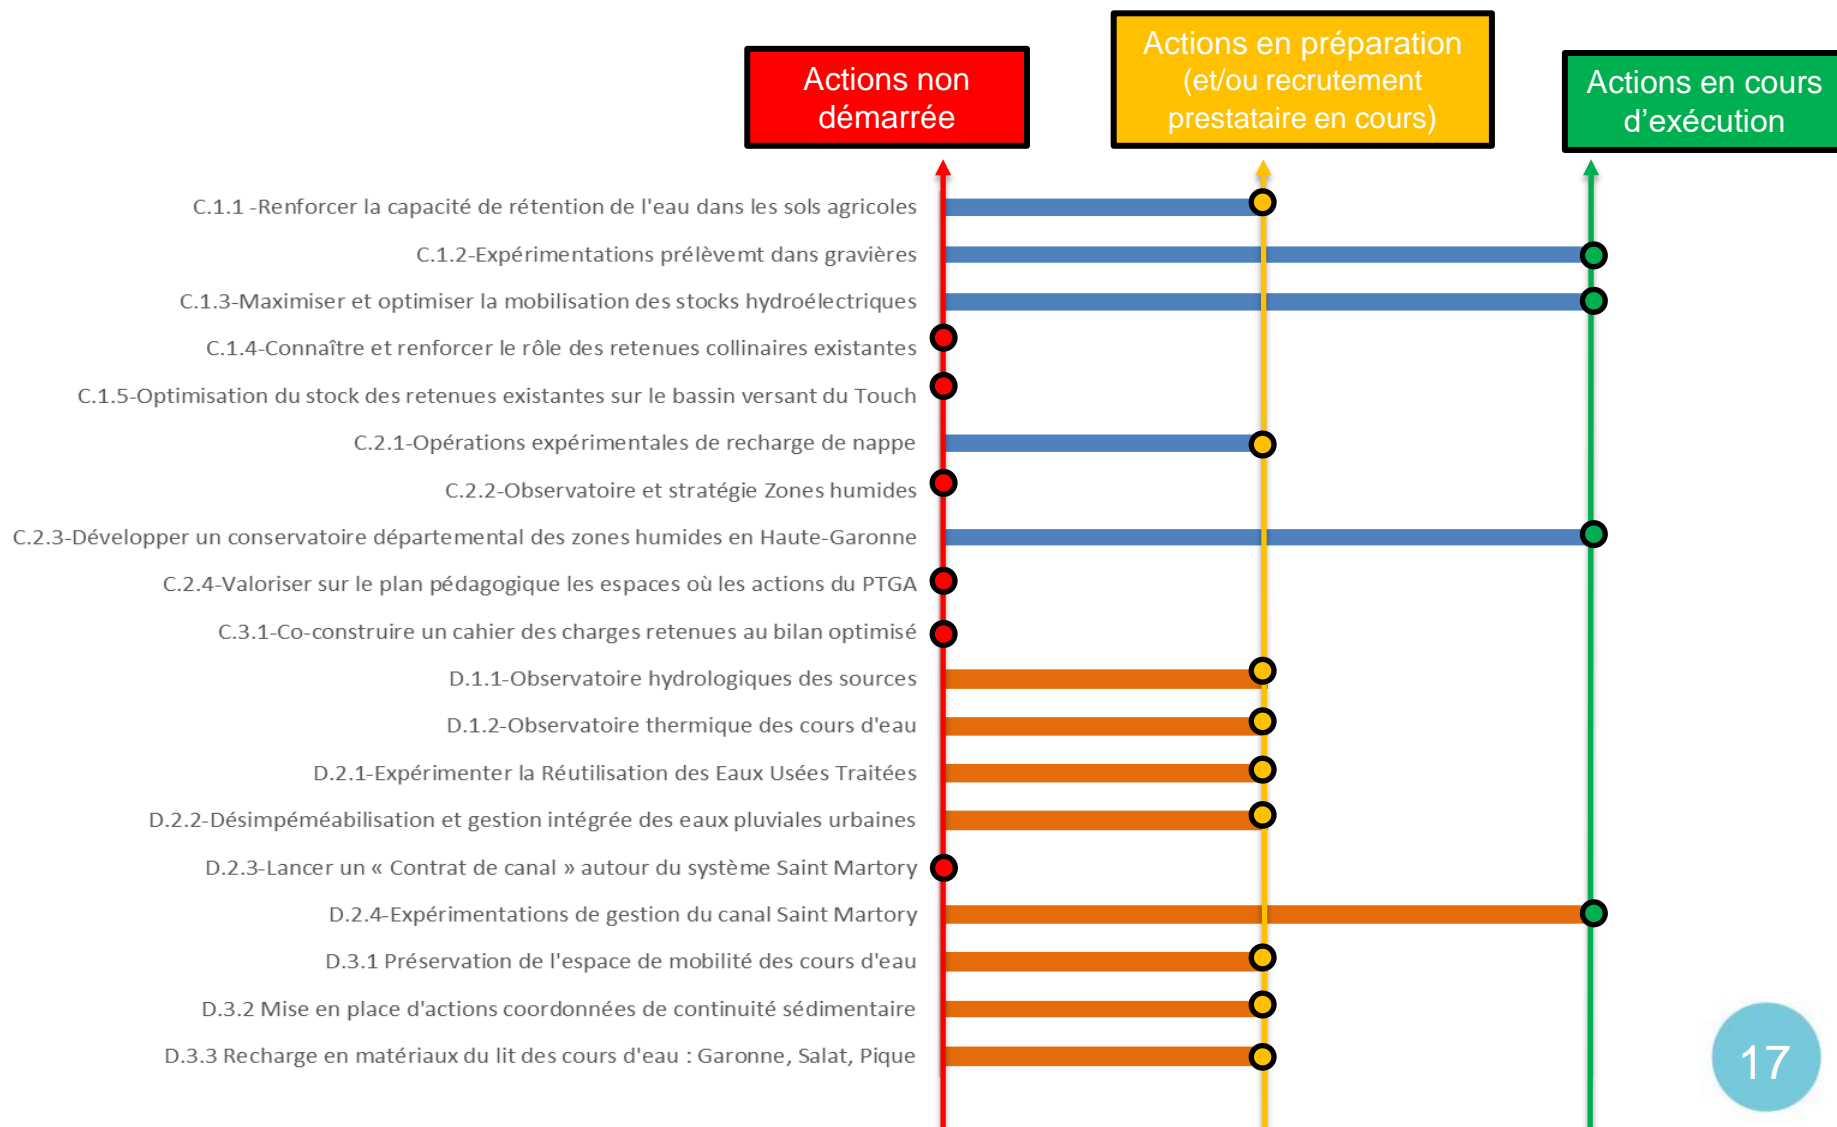 Actions non
démarrée
Actions en préparation
(et/ou recrutement
prestataire en cours)
Actions en cours
d’exécution
C.1.1 -Renforcer la capacité de rétention de l'eau dans les sols agricoles
C.1.2-Expérimentations prélèvemt dans gravières
C.1.3-Maximiser et optimiser la mobilisation des stocks hydroélectriques
C.1.4-Connaître et renforcer le rôle des retenues collinaires existantes
C.1.5-Optimisation du stock des retenues existantes sur le bassin versant du Touch
C.2.1-Opérations expérimentales de recharge de nappe
C.2.2-Observatoire et stratégie Zones humides
C.2.3-Développer un conservatoire départemental des zones humides en Haute-Garonne
C.2.4-Valoriser sur le plan pédagogique les espaces où les actions du PTGA
C.3.1-Co-construire un cahier des charges retenues au bilan optimisé
D.1.1-Observatoire hydrologiques des sources
D.1.2-Observatoire thermique des cours d'eau
D.2.1-Expérimenter la Réutilisation des Eaux Usées Traitées
D.2.2-Désimpéméabilisation et gestion intégrée des eaux pluviales urbaines
D.2.3-Lancer un « Contrat de canal » autour du système Saint Martory
D.2.4-Expérimentations de gestion du canal Saint Martory
D.3.1 Préservation de l'espace de mobilité des cours d'eau
D.3.2 Mise en place d'actions coordonnées de continuité sédimentaire
D.3.3 Recharge en matériaux du lit des cours d'eau : Garonne, Salat, Pique
17